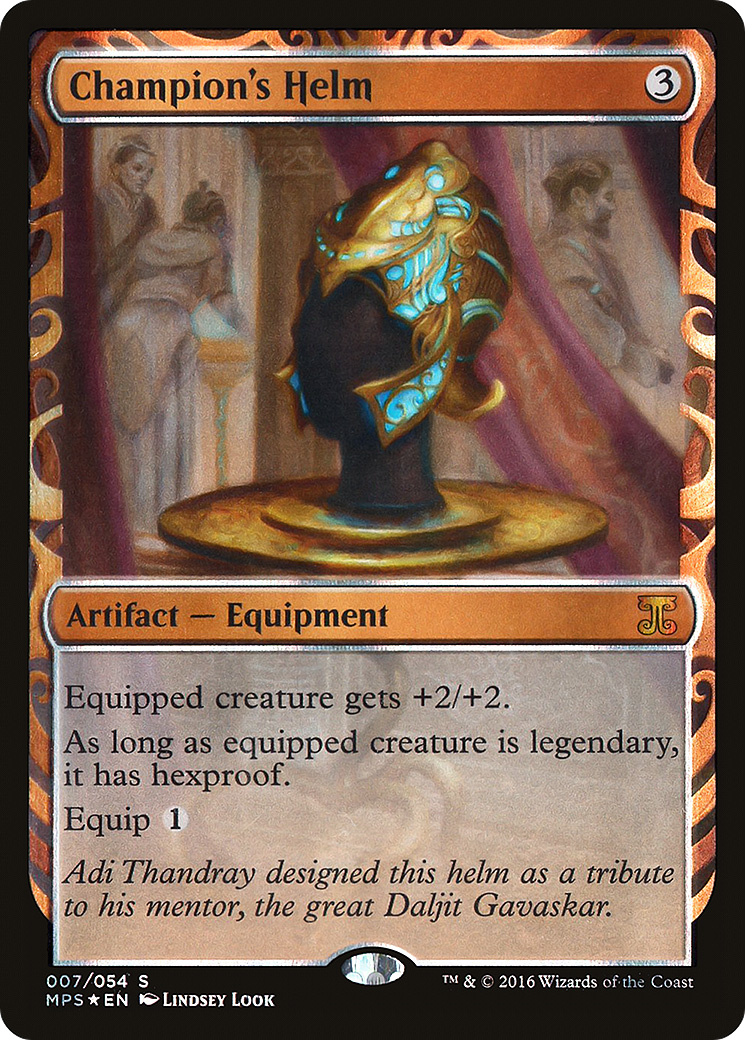 Champion's Helm 3
Artifact — Equipment
Equipped creature gets +2/+2.
As long as equipped creature is legendary,
it has hexproof.
Equip 1
Adi Thandray designed this helm as a tribute
to his mentor, the great Daljit Gavaskar.
007/054 S
MPS★EN Lindsey Look
™ & © 2016 Wizards of the Coast